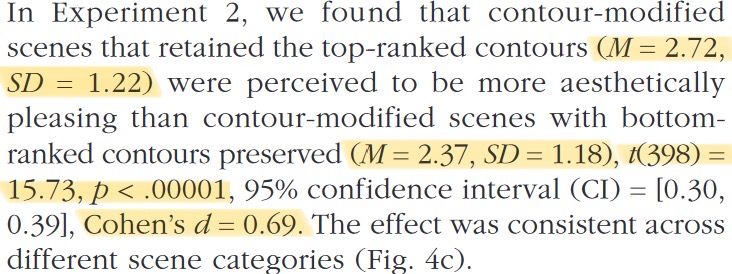 In Experiment 2, we found that contour-modified
scenes that retained the top-ranked contours (M = 2.72,
SD = 1.22) were perceived to be more aesthetically
pleasing than contour-modified scenes with bottom-
ranked contours preserved (M = 2.37, SD = 1.18), t(398) =
15.73, p < .00001, 95% confidence interval (CI) = [0.30,
0.39], Cohen's d = 0.69. The effect was consistent across
different scene categories (Fig. 4c).